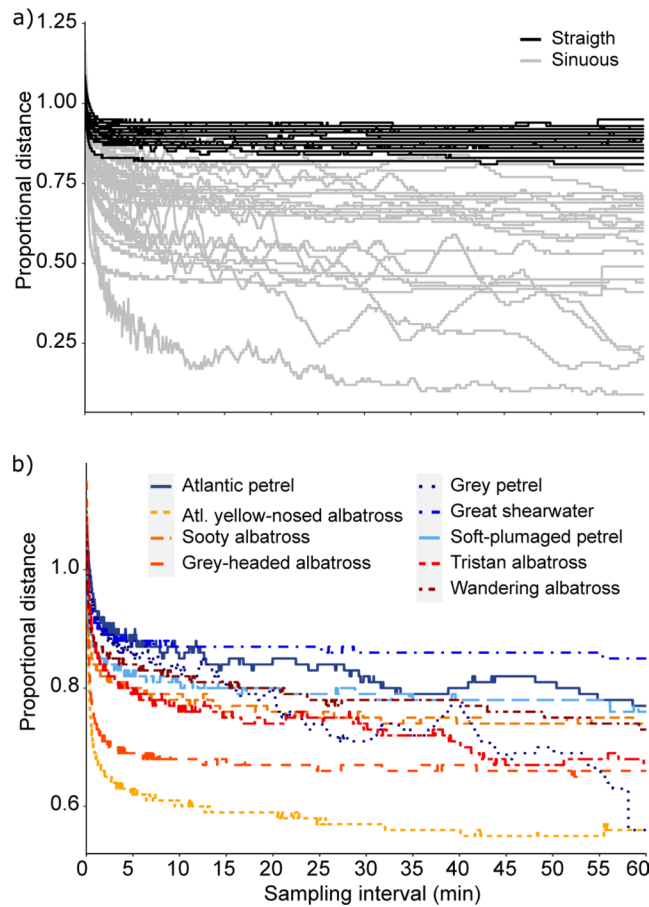 a)
1.25
1.00
0.75
0.50
0.25
Proportional distance
Straigth
Sinuous
b)
1.0
0.8
0.6
Proportional distance
Atlantic petrel
Atl. yellow-nosed albatross
Sooty albatross
Grey-headed albatross
Grey petrel
Great shearwater
Soft-plumaged petrel
Tristan albatross
Wandering albatross
0 5 10 15 20 25 30 35 40 45 50 55 60
Sampling interval (min)